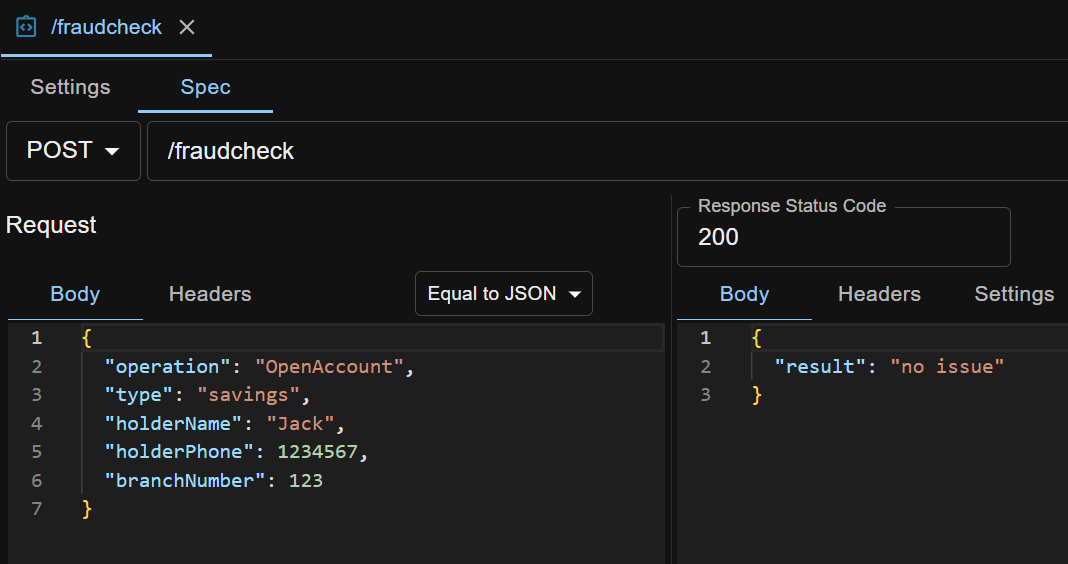 /fraudcheck
Settings Spec
POST /fraudcheck
Request
Body Headers Equal to JSON
1 {
2 "operation": "OpenAccount",
3 "type": "savings",
4 "holderName": "Jack",
5 "holderPhone": 1234567,
6 "branchNumber": 123
7 }
Response Status Code
200
Body Headers Settings
1 {
2 "result": "no issue"
3 }